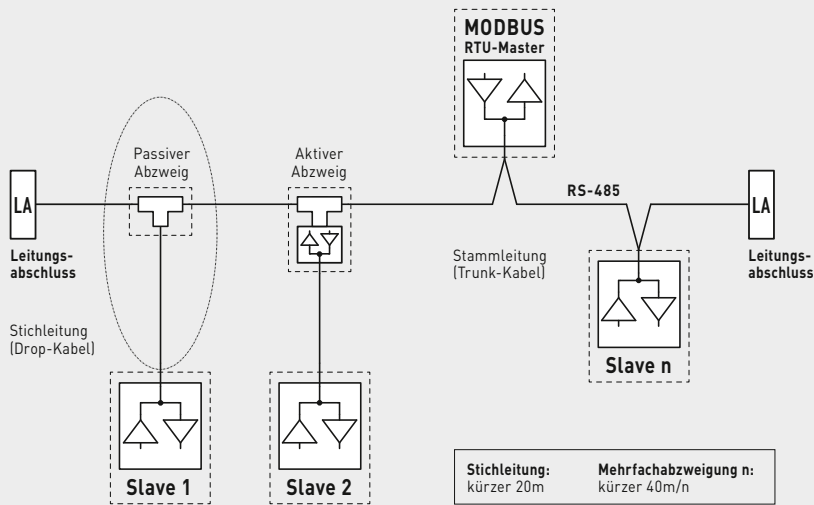 MODBUS
RTU-Master
Passiver
Abzweig
Aktiver
Abzweig
LA
RS-485
LA
Leitungs-
abschluss
Stammleitung
(Trunk-Kabel)
Leitungs-
abschluss
Stichleitung
(Drop-Kabel)
Slave n
Slave 1
Slave 2
Stichleitung: Mehrfachabzweigung n:
kürzer 20m kürzer 40m/n